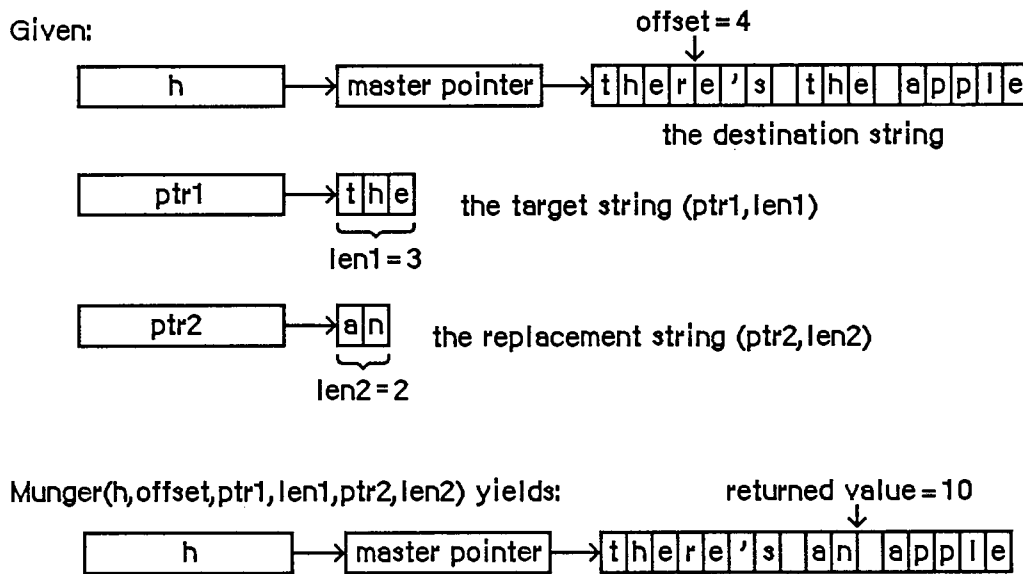 Given:
offset=4
h
master pointer
there's the apple
the destination string
ptr1
the
the target string (ptr1,len1)
len1=3
ptr2
an
the replacement string (ptr2,len2)
len2=2
Munger(h,offset,ptr1,len1,ptr2,len2) yields:
returned value=10
h
master pointer
there's an apple